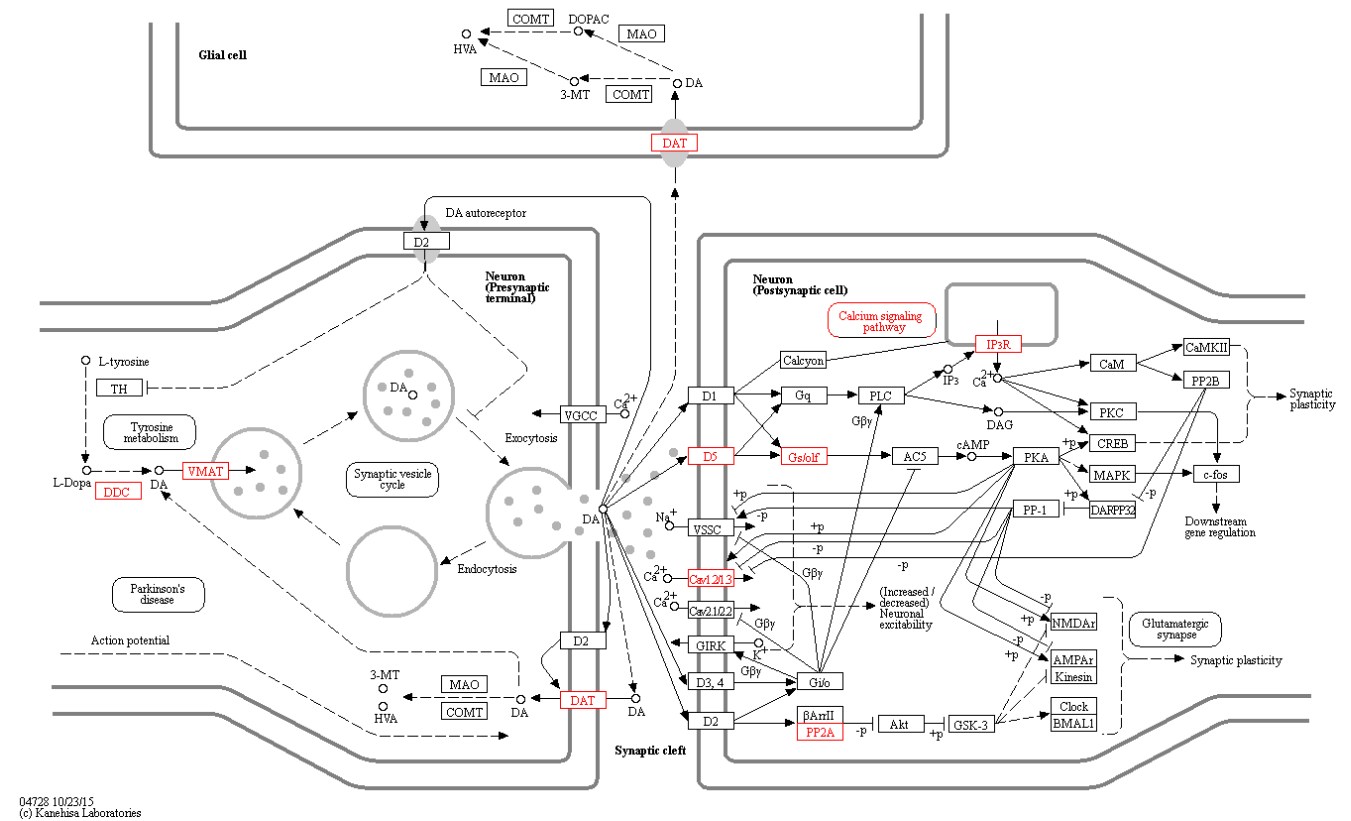 COMT
DOPAC
MAO
HVA
Glial cell
MAO
3-MT
COMT
DA
DAT
DA autoreceptor
D2
Neuron
(Presynaptic
terminal)
L-tyrosine
TH
DA
Tyrosine
metabolism
VMAT
L-Dopa
DDC
DA
Synaptic vesicle
cycle
VGCC
Ca2+
Exocytosis
DA
Endocytosis
Parkinson's
disease
Action potential
D2
3-MT
MAO
HVA
COMT
DA
DAT
DA
Synaptic cleft
Neuron
(Postsynaptic cell)
Calcium signaling
pathway
IP3R
Calcyon
IP3
Ca2+
CaM
CaMKII
PP2B
D1
Gq
PLC
DAG
PKC
Synaptic
plasticity
Gβγ
D5
Gs/olf
AC5
cAMP
PKA
+p
CREB
MAPK
c-fos
+p
-p
PP-1
DARPP32
Downstream
gene regulation
Na+
VSSC
+p
-p
+p
-p
-p
Ca2+
Cav1.2/1.3
Gβγ
Ca2+
Cav2.1/2.2
Gβγ
(Increased /
decreased)
Neuronal
excitability
GIRK
K+
Gβγ
D3, 4
Gi/o
D2
βArrII
PP2A
-p
Akt
+p
GSK-3
-p
+p
NMDAr
-p
+p
AMPAr
Kinesin
Clock
BMAL1
Glutamatergic
synapse
Synaptic plasticity
04728 10/23/15
(c) Kanehisa Laboratories